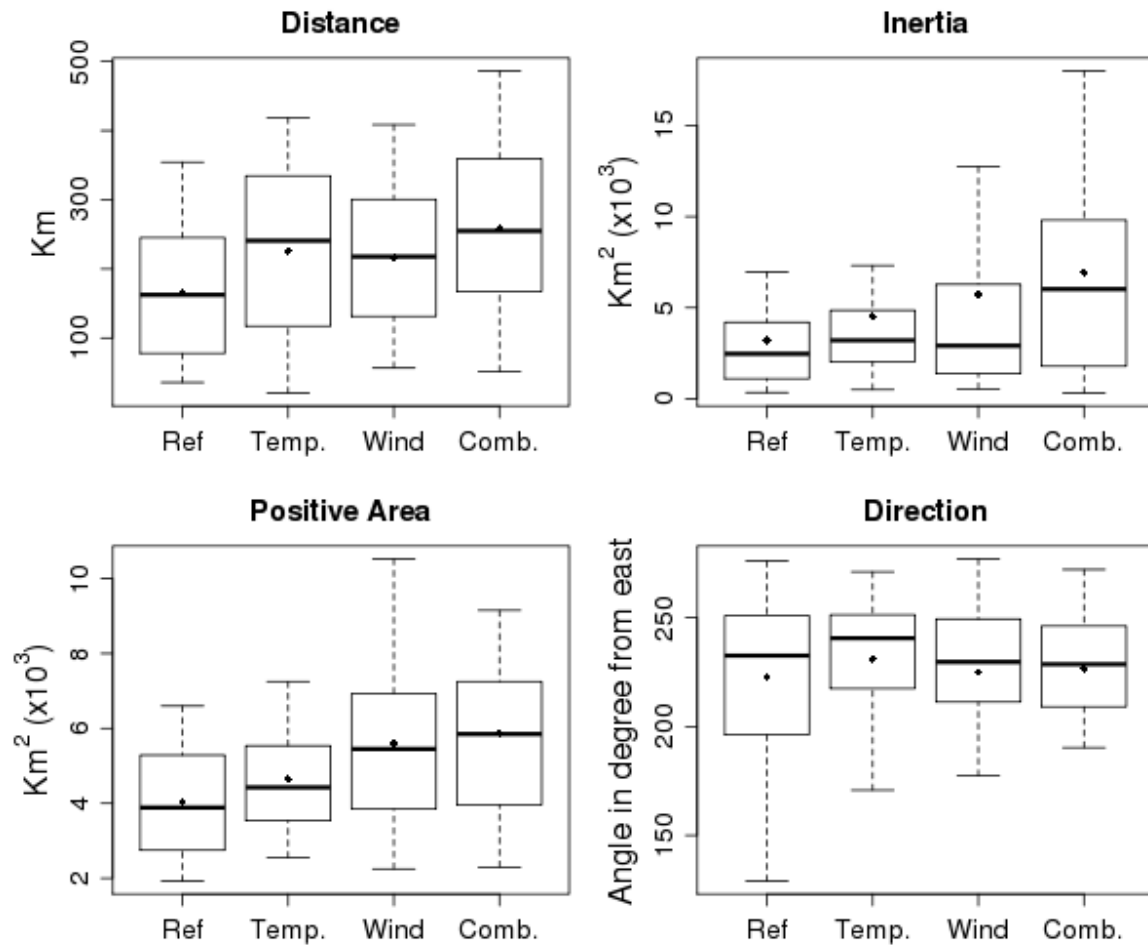 Distance
500
300
100
Km
Ref Temp. Wind Comb.
Inertia
15
10
5
0
Km² (x10³)
Ref Temp. Wind Comb.
Positive Area
10
8
6
4
2
Km² (x10³)
Ref Temp. Wind Comb.
Direction
250
200
150
Angle in degree from east
Ref Temp. Wind Comb.